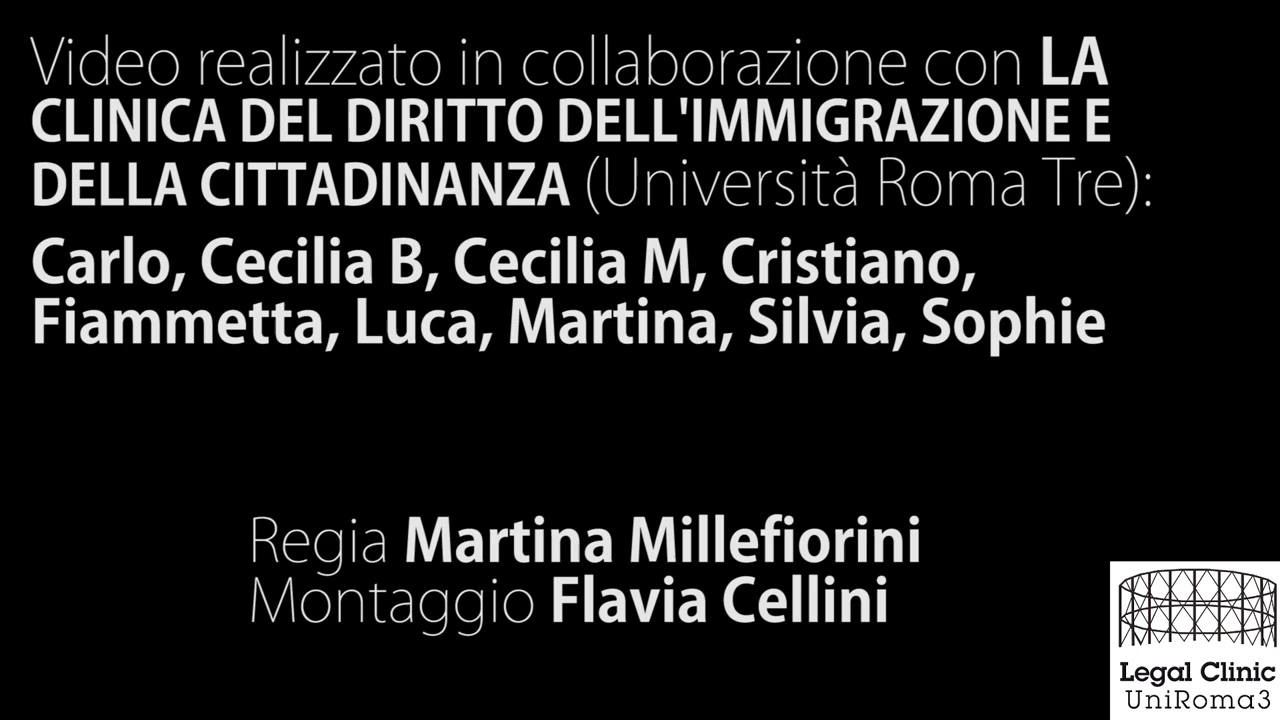 Video realizzato in collaborazione con LA
CLINICA DEL DIRITTO DELL'IMMIGRAZIONE E
DELLA CITTADINANZA (Università Roma Tre):
Carlo, Cecilia B, Cecilia M, Cristiano,
Fiammetta, Luca, Martina, Silvia, Sophie
Regia Martina Millefiorini
Montaggio Flavia Cellini
Legal Clinic
UniRoma3